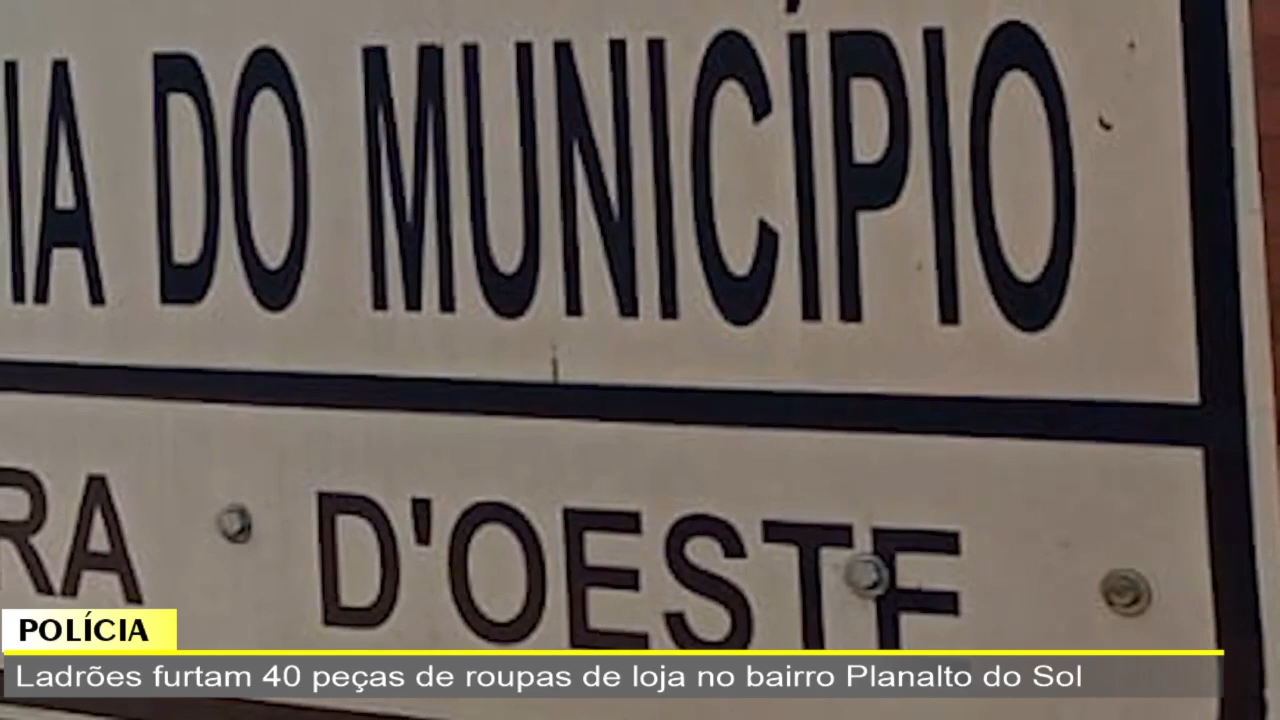 IA DO MUNICÍPIO
RA D'OESTE
POLÍCIA
Ladrões furtam 40 peças de roupas de loja no bairro Planalto do Sol